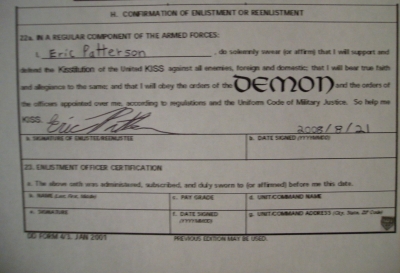 H. CONFIRMATION OF ENLISTMENT OR REENLISTMENT
22a. IN A REGULAR COMPONENT OF THE ARMED FORCES:
I, Eric Patterson, do solemnly swear (or affirm) that I will support and
defend the Kisstitution of the United KISS against all enemies, foreign and domestic; that I will bear true faith
and allegiance to the same; and that I will obey the orders of the DEMON and the orders of
the officers appointed over me, according to regulations and the Uniform Code of Military Justice. So help me
KISS. Eric Patt 2008/8/21
a. SIGNATURE OF ENLISTEE/REENLISTEE b. DATE SIGNED (YYYYMMDD)
23. ENLISTMENT OFFICER CERTIFICATION
a. The above oath was administered, subscribed, and duly sworn to (or affirmed) before me this date.
b. NAME (Last, First, Middle) c. PAY GRADE d. UNIT/COMMAND NAME
e. SIGNATURE f. DATE SIGNED (YYYYMMDD) g. UNIT/COMMAND ADDRESS (City, State, ZIP Code)
DD FORM 4/3, JAN 2001 PREVIOUS EDITION MAY BE USED.